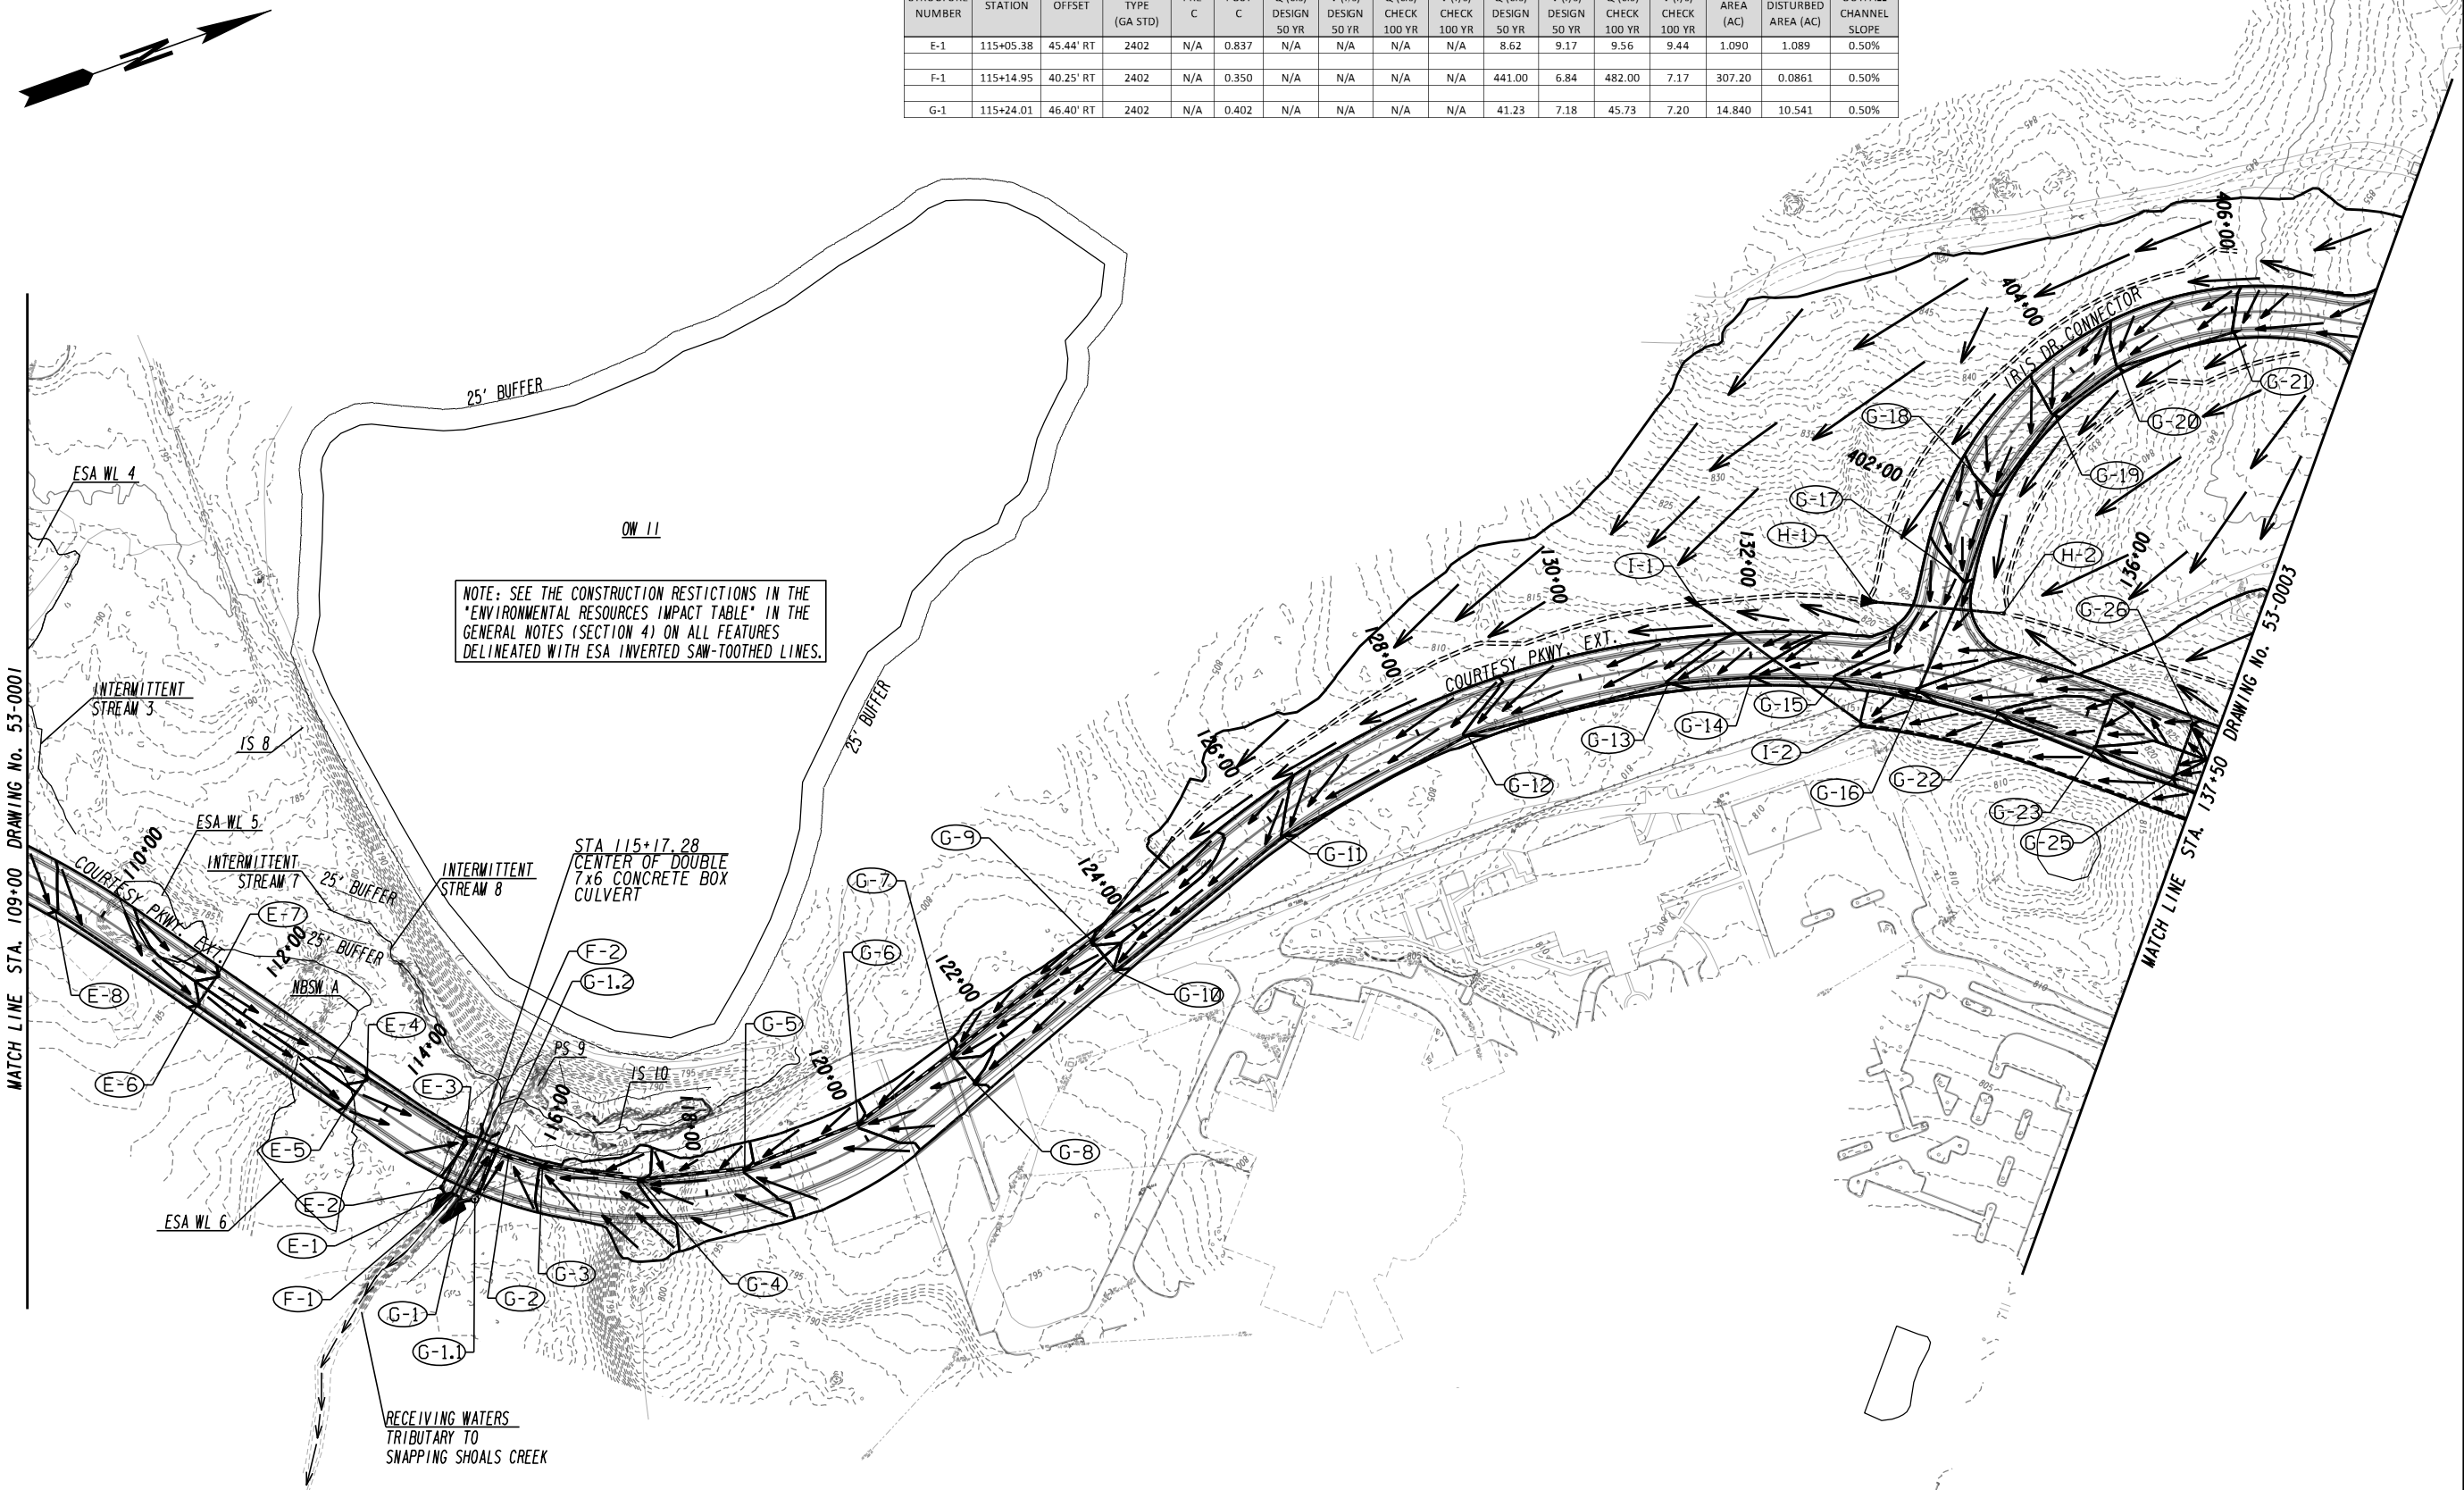 N
NUMBER STATION OFFSET TYPE (GA STD) C C DESIGN 50 YR DESIGN 50 YR CHECK 100 YR CHECK 100 YR DESIGN 50 YR DESIGN 50 YR CHECK 100 YR CHECK 100 YR AREA (AC) DISTURBED AREA (AC) CHANNEL SLOPE
E-1 115+05.38 45.44' RT 2402 N/A 0.837 N/A N/A N/A N/A 8.62 9.17 9.56 9.44 1.090 1.089 0.50%
F-1 115+14.95 40.25' RT 2402 N/A 0.350 N/A N/A N/A N/A 441.00 6.84 482.00 7.17 307.20 0.0861 0.50%
G-1 115+24.01 46.40' RT 2402 N/A 0.402 N/A N/A N/A N/A 41.23 7.18 45.73 7.20 14.840 10.541 0.50%
MATCH LINE STA. 109+00 DRAWING No. 53-0001
ESA WL 4
INTERMITTENT
STREAM 3
IS 8
ESA WL 5
INTERMITTENT
STREAM 7
25' BUFFER
25' BUFFER
INTERMITTENT
STREAM 8
NBSW A
ESA WL 6
25' BUFFER
OW 11
NOTE: SEE THE CONSTRUCTION RESTICTIONS IN THE
"ENVIRONMENTAL RESOURCES IMPACT TABLE" IN THE
GENERAL NOTES (SECTION 4) ON ALL FEATURES
DELINEATED WITH ESA INVERTED SAW-TOOTHED LINES.
25' BUFFER
STA 115+17.28
CENTER OF DOUBLE
7x6 CONCRETE BOX
CULVERT
COURTESY PKWY. EXT.
110+00
112+00
114+00
116+00
118+00
120+00
122+00
124+00
126+00
128+00
130+00
132+00
136+00
402+00
404+00
406+00
PS 9
IS 10
E-8
E-7
E-6
E-5
E-4
E-3
E-2
E-1
F-1
F-2
G-1
G-1.1
G-1.2
G-2
G-3
G-4
G-5
G-6
G-7
G-8
G-9
G-10
G-11
G-12
G-13
G-14
G-15
G-16
G-17
G-18
G-19
G-20
G-21
G-22
G-23
G-25
G-26
H-1
H-2
I-1
I-2
COURTESY PKWY. EXT.
IRIS DR. CONNECTOR
RECEIVING WATERS
TRIBUTARY TO
SNAPPING SHOALS CREEK
MATCH LINE STA. 137+50 DRAWING No. 53-0003